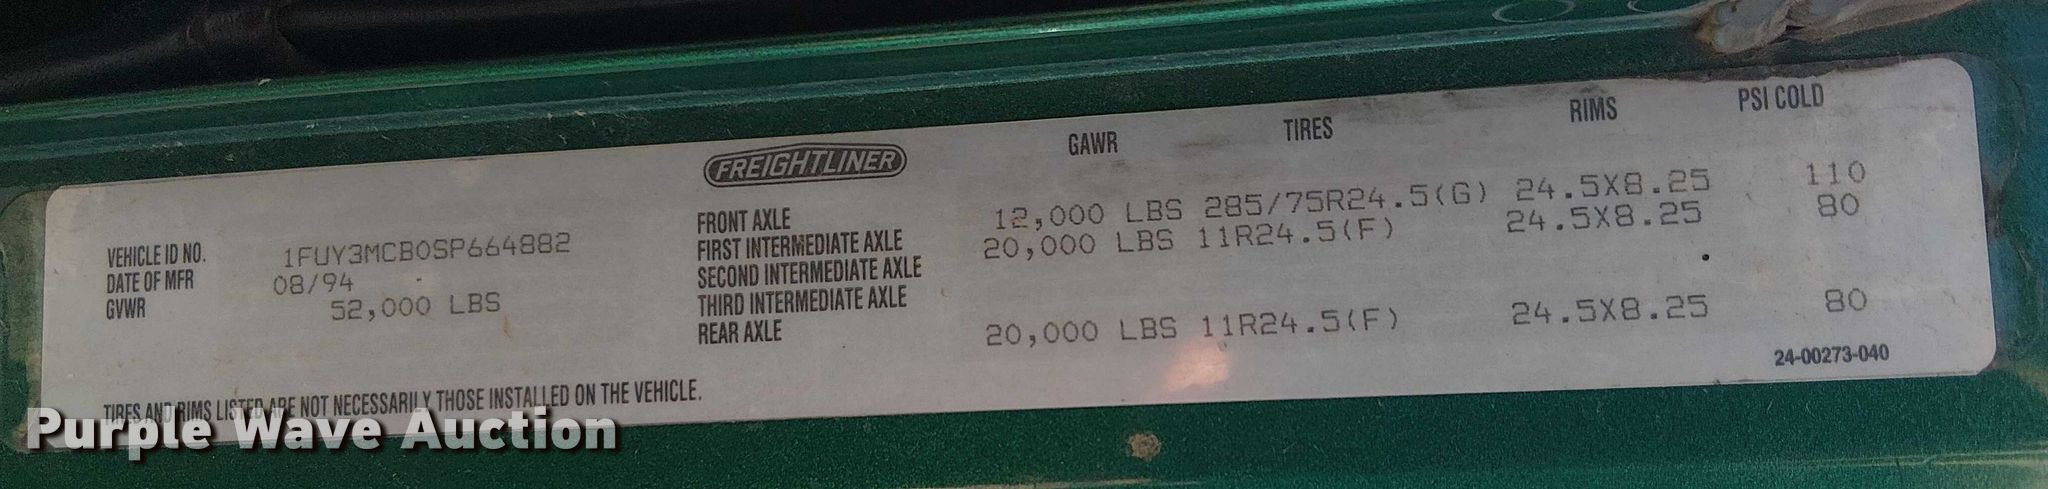 FREIGHTLINER
GAWR TIRES RIMS PSI COLD
VEHICLE ID NO. 1FUY3MCB0SP664882
DATE OF MFR 08/94
GVWR 52,000 LBS
FRONT AXLE 12,000 LBS 285/75R24.5(G) 24.5X8.25 110
FIRST INTERMEDIATE AXLE 20,000 LBS 11R24.5(F) 24.5X8.25 80
SECOND INTERMEDIATE AXLE
THIRD INTERMEDIATE AXLE
REAR AXLE 20,000 LBS 11R24.5(F) 24.5X8.25 80
24-00273-040
TIRES AND RIMS LISTED ARE NOT NECESSARILY THOSE INSTALLED ON THE VEHICLE.
Purple Wave Auction